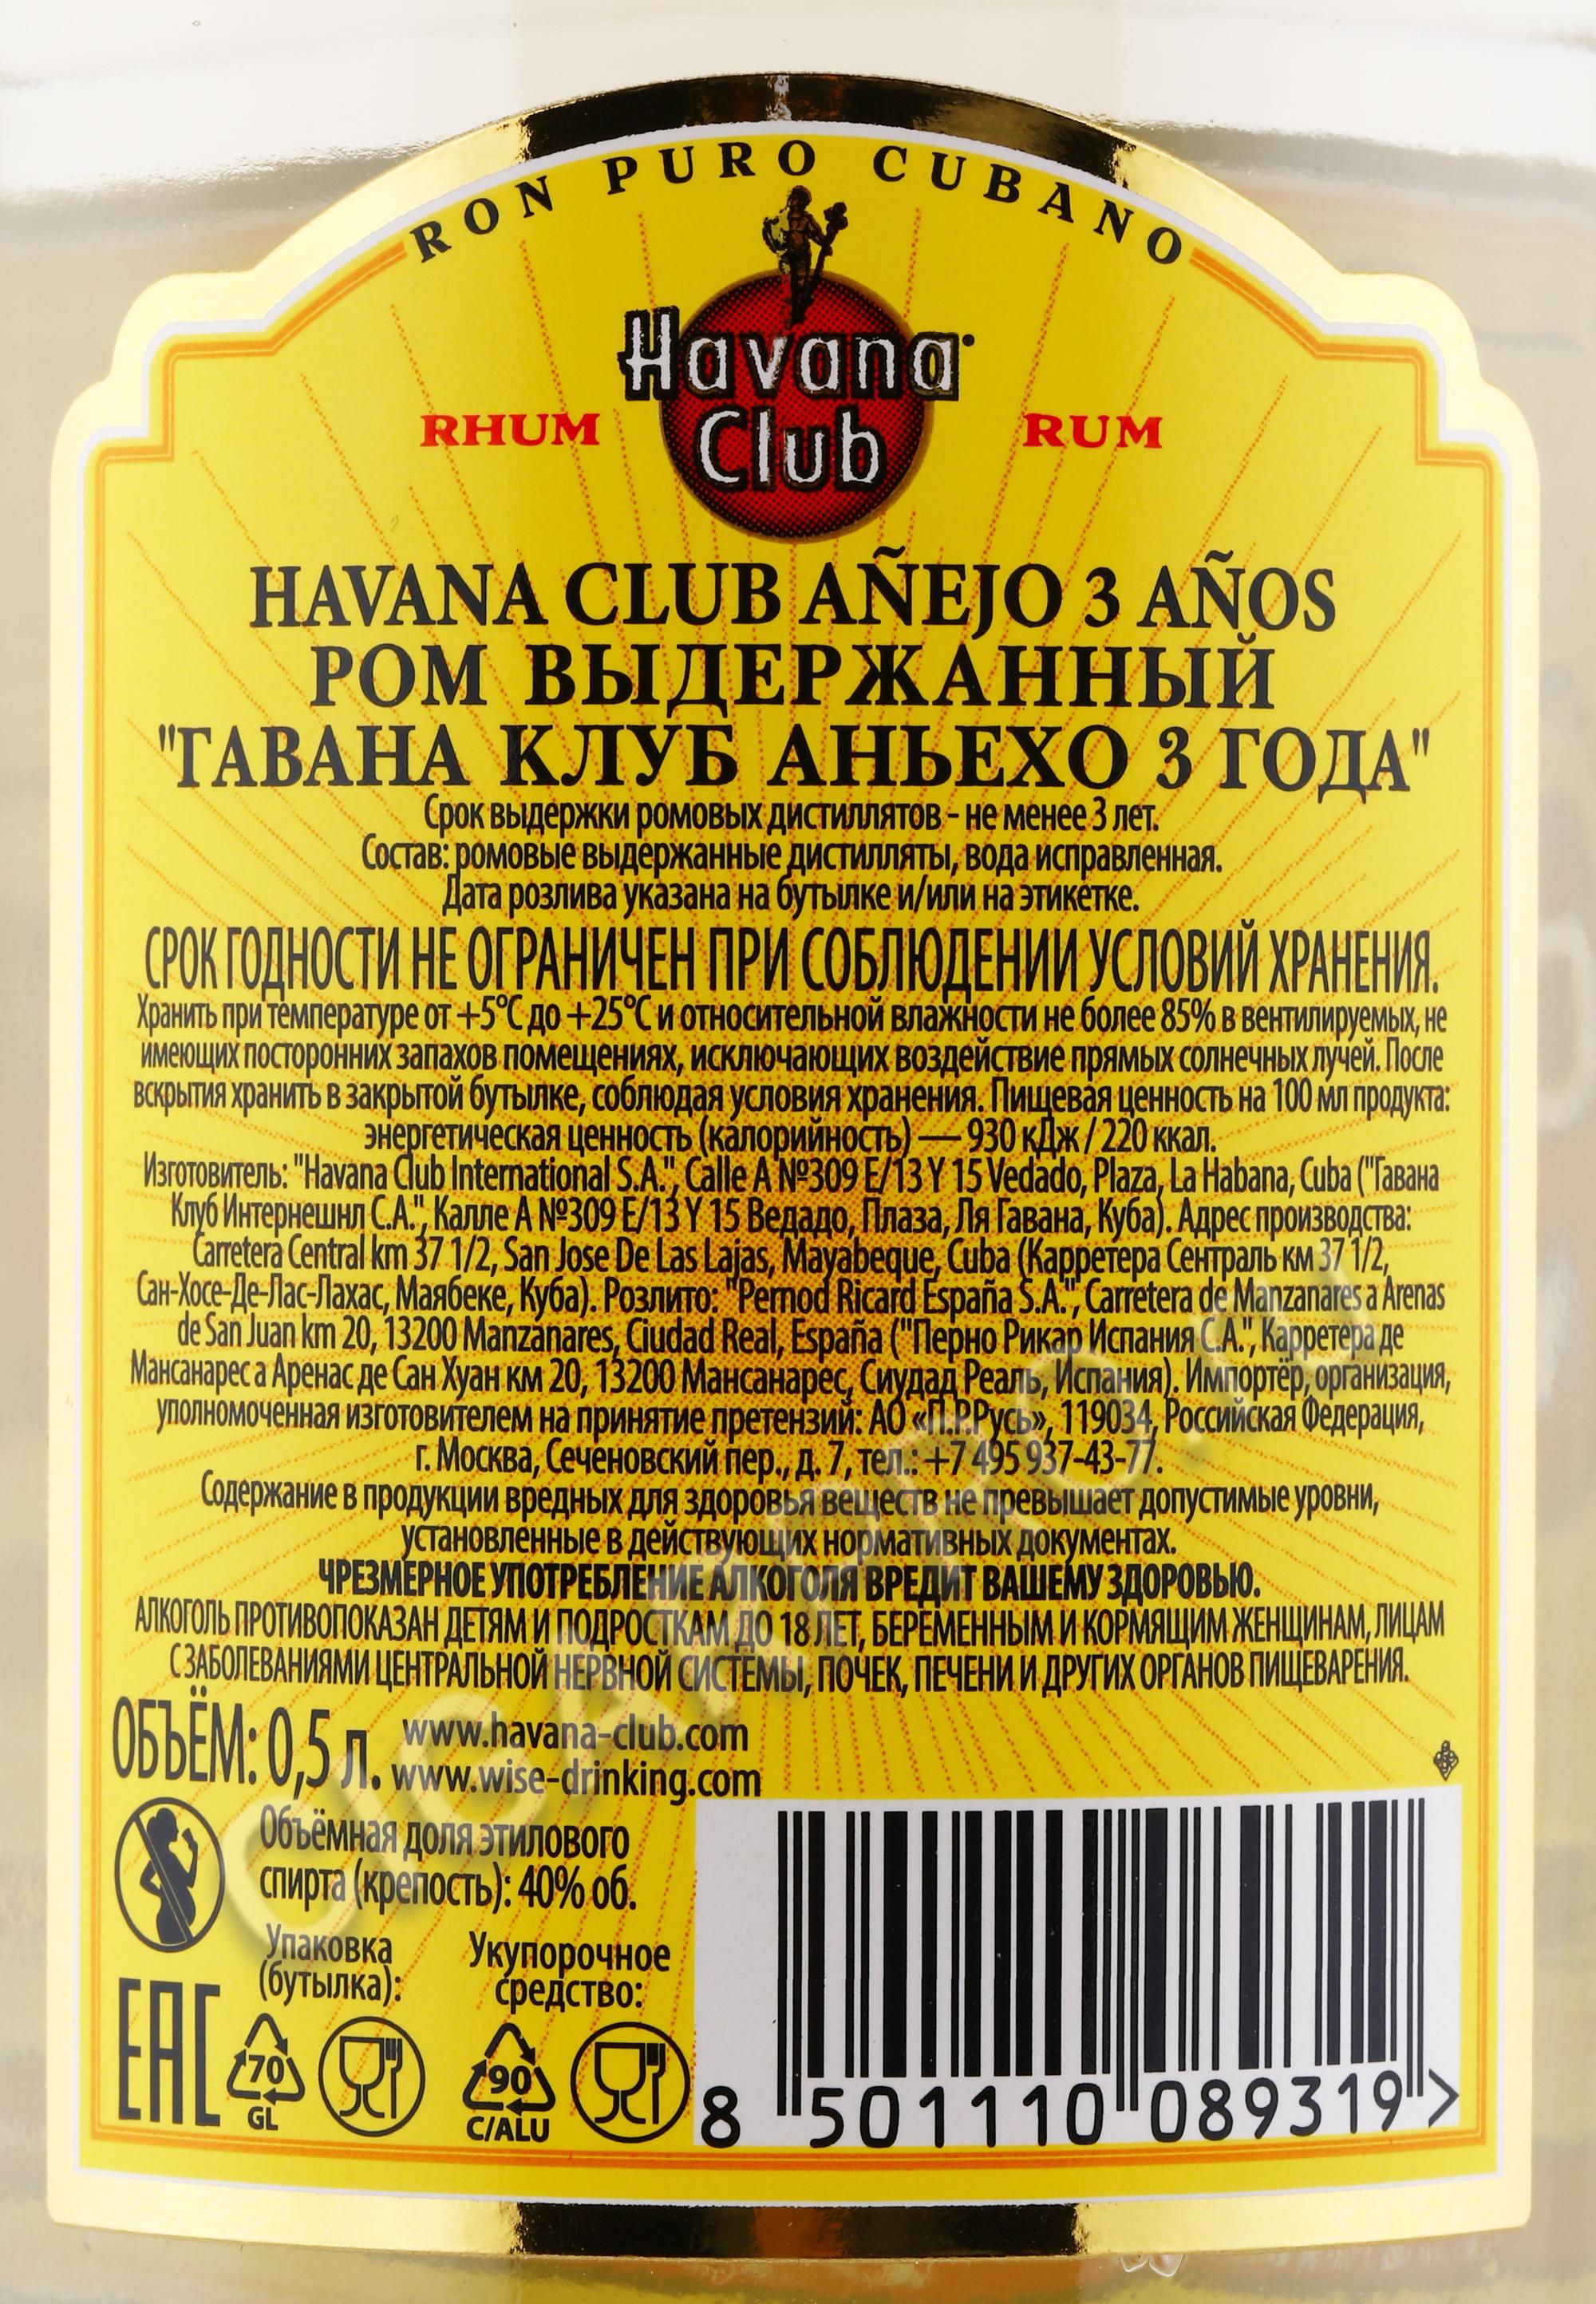 RON PURO CUBANO
Havana
Club
RHUM
RUM
HAVANA CLUB AÑEJO 3 AÑOS
РОМ ВЫДЕРЖАННЫЙ
"ГАВАНА КЛУБ АНЬЕХО 3 ГОДА"
Срок выдержки ромовых дистиллятов - не менее 3 лет.
Состав: ромовые выдержанные дистилляты, вода исправленная.
Дата розлива указана на бутылке и/или на этикетке.
СРОК ГОДНОСТИ НЕ ОГРАНИЧЕН ПРИ СОБЛЮДЕНИИ УСЛОВИЙ ХРАНЕНИЯ.
Хранить при температуре от +5°C до +25°C и относительной влажности не более 85% в вентилируемых, не
имеющих посторонних запахов помещениях, исключающих воздействие прямых солнечных лучей. После
вскрытия хранить в закрытой бутылке, соблюдая условия хранения. Пищевая ценность на 100 мл продукта:
энергетическая ценность (калорийность) — 930 кДж / 220 ккал.
Изготовитель: "Havana Club International S.A.", Calle A №309 E/13 Y 15 Vedado, Plaza, La Habana, Cuba ("Гавана
Клуб Интернешнл С.А.", Калле А №309 Е/13 Y 15 Ведадо, Плаза, Ля Гавана, Куба). Адрес производства:
Carretera Central km 37 1/2, San Jose De Las Lajas, Mayabeque, Cuba (Карретера Сентраль км 37 1/2,
Сан-Хосе-Де-Лас-Лахас, Маябеке, Куба). Розлито: "Pernod Ricard España S.A.", Carretera de Manzanares a Arenas
de San Juan km 20, 13200 Manzanares, Ciudad Real, España ("Перно Рикар Испания С.А.", Карретера де
Мансанарес а Аренас де Сан Хуан км 20, 13200 Мансанарес, Сиудад Реаль, Испания). Импортёр, организация,
уполномоченная изготовителем на принятие претензий: АО «П.Р.Русь», 119034, Российская Федерация,
г. Москва, Сеченовский пер., д. 7, тел.: +7 495 937-43-77.
Содержание в продукции вредных для здоровья веществ не превышает допустимые уровни,
установленные в действующих нормативных документах.
ЧРЕЗМЕРНОЕ УПОТРЕБЛЕНИЕ АЛКОГОЛЯ ВРЕДИТ ВАШЕМУ ЗДОРОВЬЮ.
АЛКОГОЛЬ ПРОТИВОПОКАЗАН ДЕТЯМ И ПОДРОСТКАМ ДО 18 ЛЕТ, БЕРЕМЕННЫМ И КОРМЯЩИМ ЖЕНЩИНАМ, ЛИЦАМ
С ЗАБОЛЕВАНИЯМИ ЦЕНТРАЛЬНОЙ НЕРВНОЙ СИСТЕМЫ, ПОЧЕК, ПЕЧЕНИ И ДРУГИХ ОРГАНОВ ПИЩЕВАРЕНИЯ.
ОБЪЁМ: 0,5 л.
www.havana-club.com
www.wise-drinking.com
Объёмная доля этилового
спирта (крепость): 40% об.
Упаковка
(бутылка):
Укупорочное
средство:
EAC
70
GL
90
C/ALU
8 501110 089319 >
CIGARPRO.RU